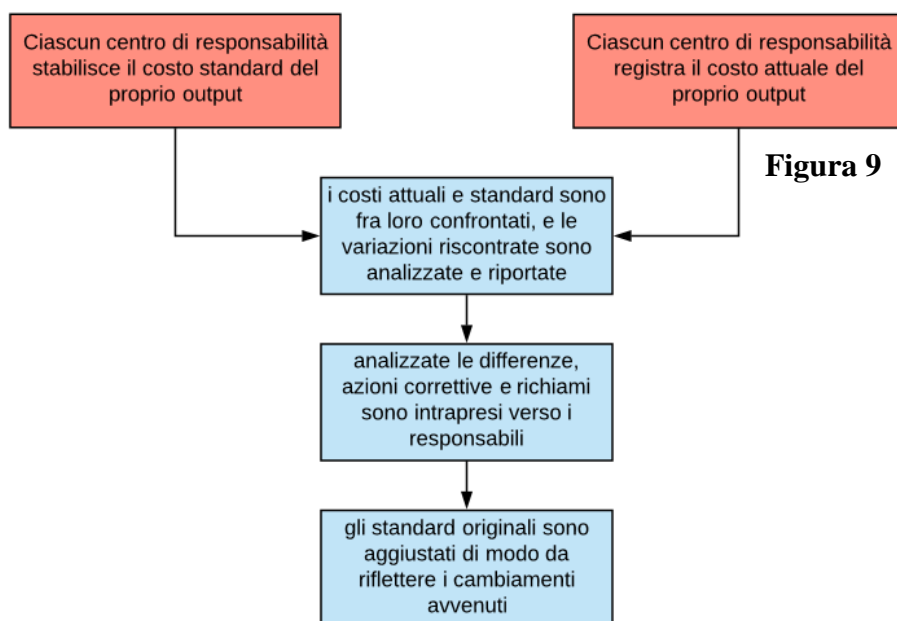 Ciascun centro di responsabilità
stabilisce il costo standard del
proprio output
Ciascun centro di responsabilità
registra il costo attuale del
proprio output
Figura 9
i costi attuali e standard sono
fra loro confrontati, e le
variazioni riscontrate sono
analizzate e riportate
analizzate le differenze,
azioni correttive e richiami
sono intrapresi verso i
responsabili
gli standard originali sono
aggiustati di modo da
riflettere i cambiamenti
avvenuti